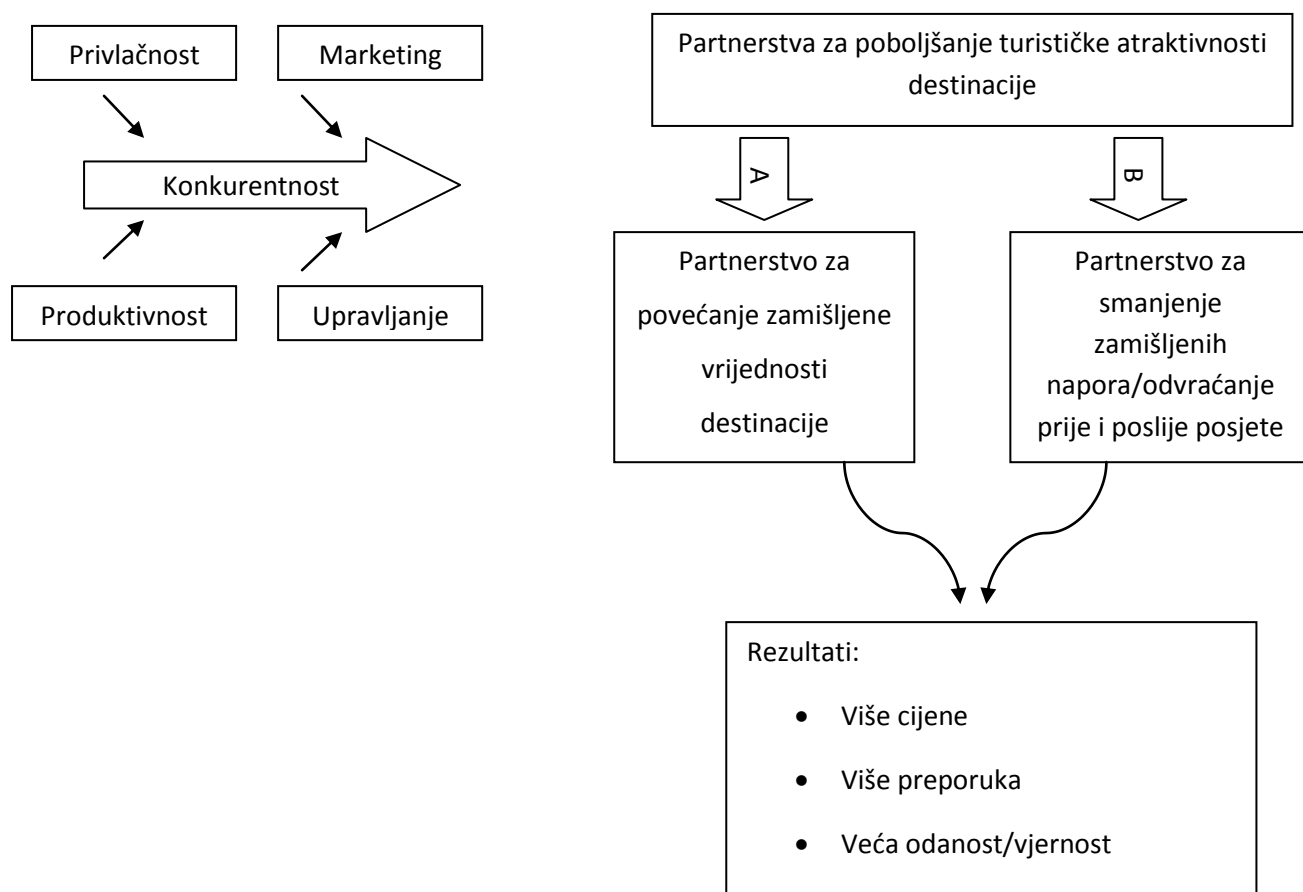 Privlačnost
Marketing
Konkurentnost
Produktivnost
Upravljanje
Partnerstva za poboljšanje turističke atraktivnosti
destinacije
A
B
Partnerstvo za
povećanje zamišljene
vrijednosti
destinacije
Partnerstvo za
smanjenje
zamišljenih
napora/odvraćanje
prije i poslije posjete
Rezultati:
• Više cijene
• Više preporuka
• Veća odanost/vjernost